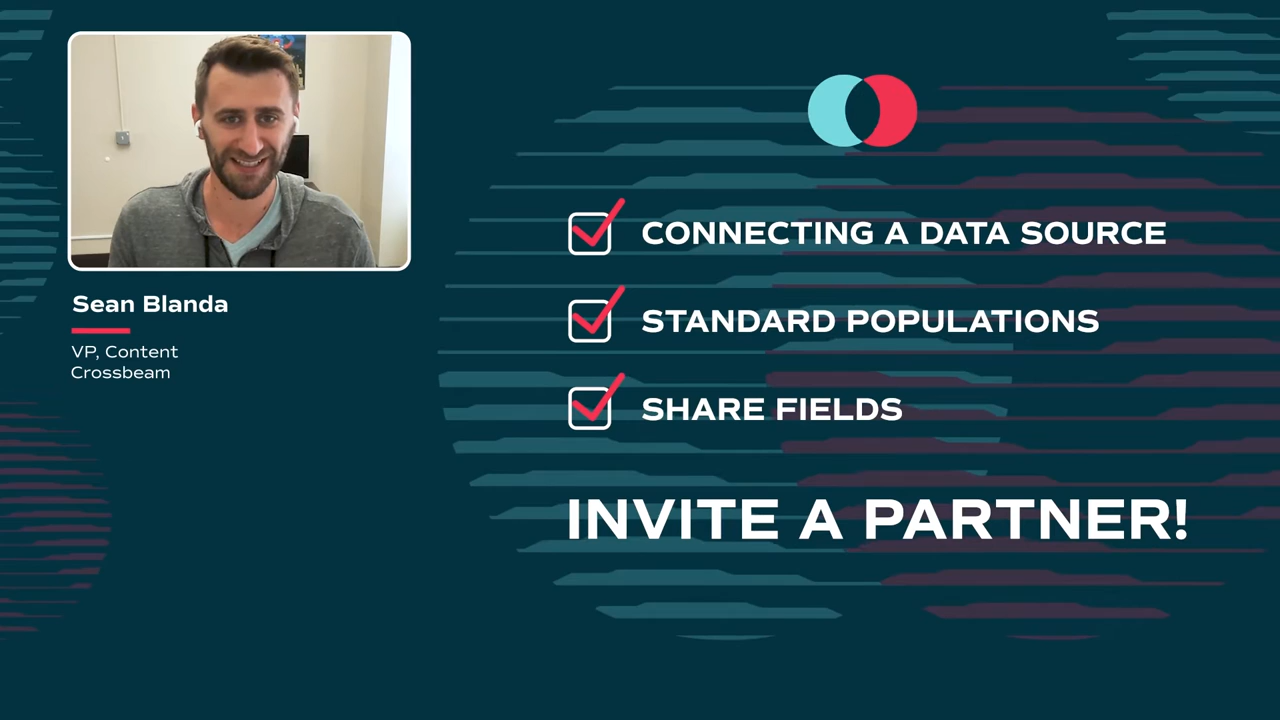 Sean Blanda
VP, Content
Crossbeam
CONNECTING A DATA SOURCE
STANDARD POPULATIONS
SHARE FIELDS
INVITE A PARTNER!